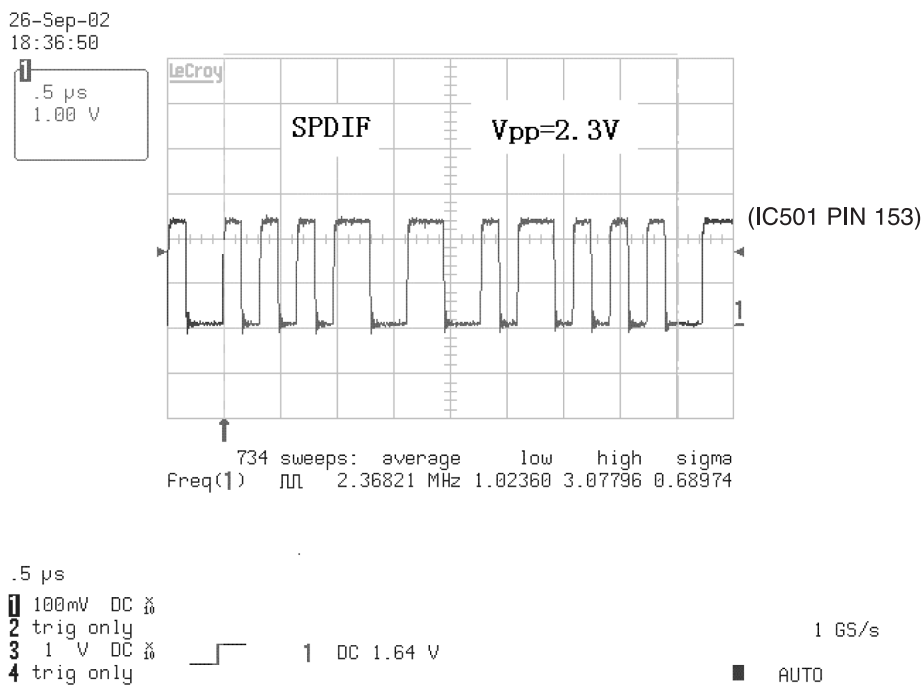 26-Sep-02
18:36:50
1
.5 µs
1.00 V
LeCroy
SPDIF
Vpp=2.3V
(IC501 PIN 153)
1
734 sweeps: average low high sigma
Freq(1) 2.36821 MHz 1.02360 3.07796 0.68974
.5 µs
1 100mV DC X10
2 trig only
3 1 V DC X10
4 trig only
1 DC 1.64 V
1 GS/s
AUTO